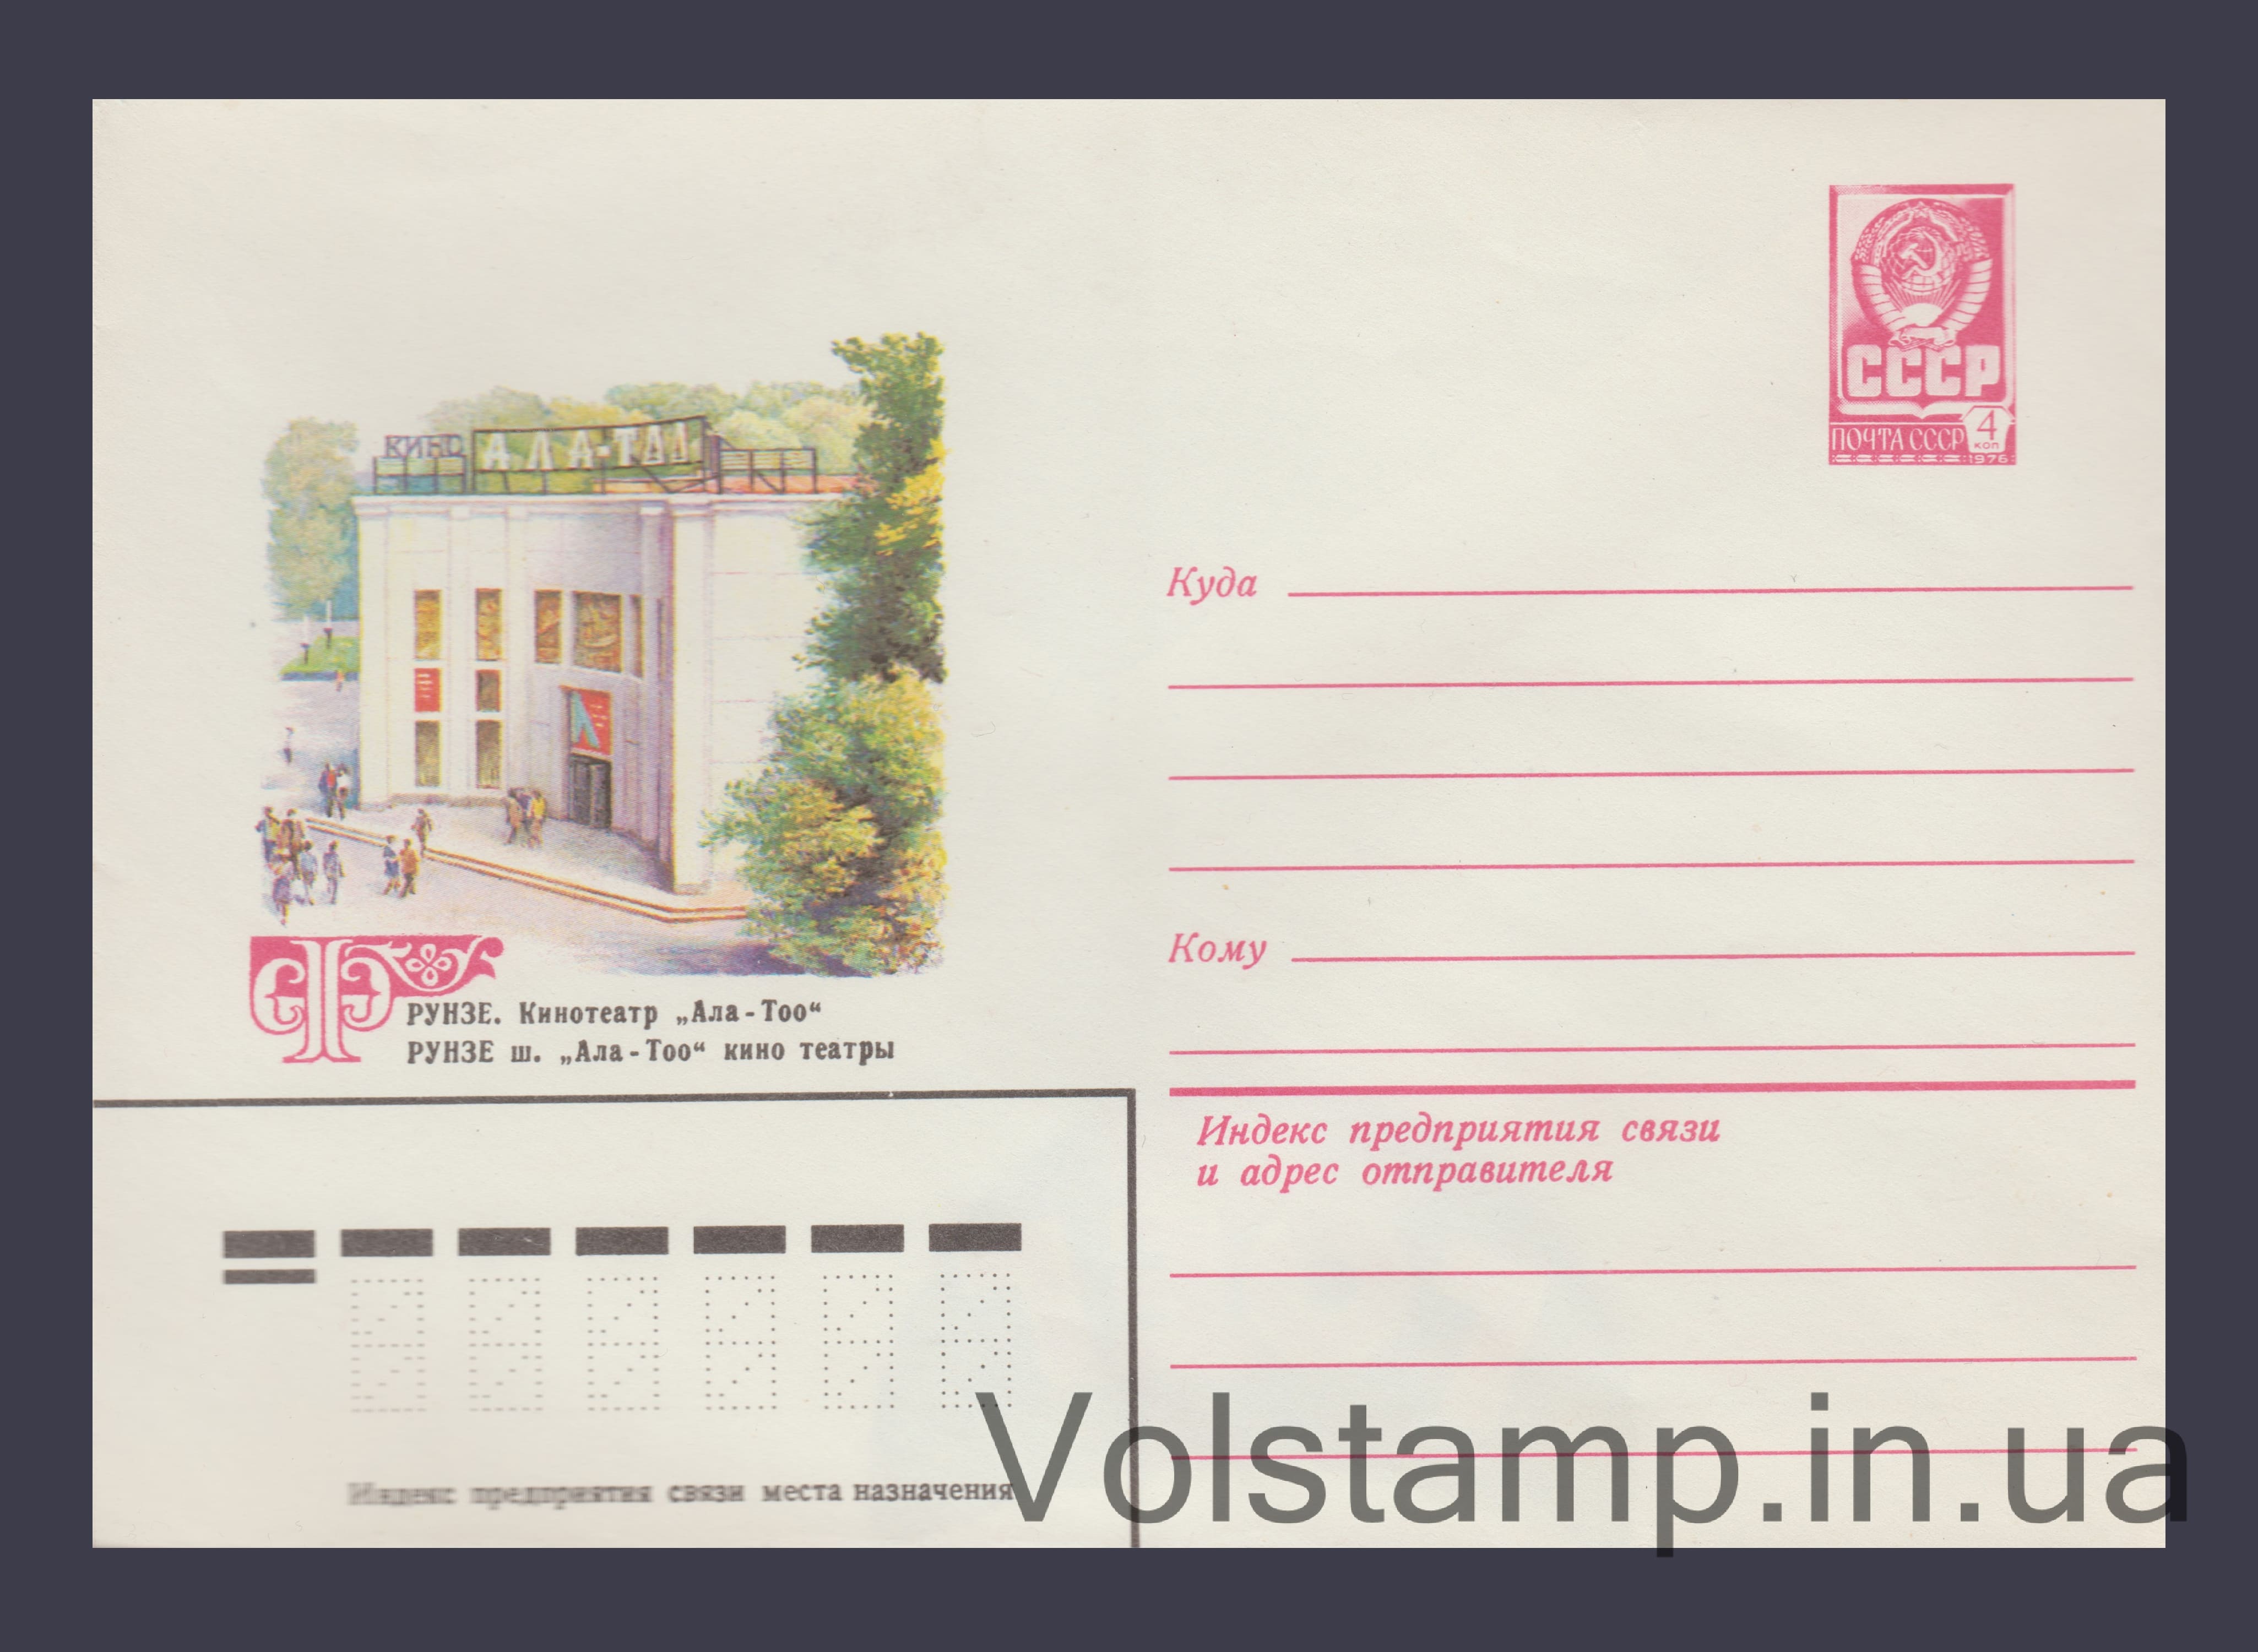 КИНО АЛА-ТОО
СССР
ПОЧТА СССР 4
КОП
1976
Куда
Кому
ФРУНЗЕ. Кинотеатр „Ала-Тоо“
РУНЗЕ ш. „Ала-Тоо“ кино театры
Индекс предприятия связи
и адрес отправителя
Индекс предприятия связи места назначения
Volstamp.in.ua